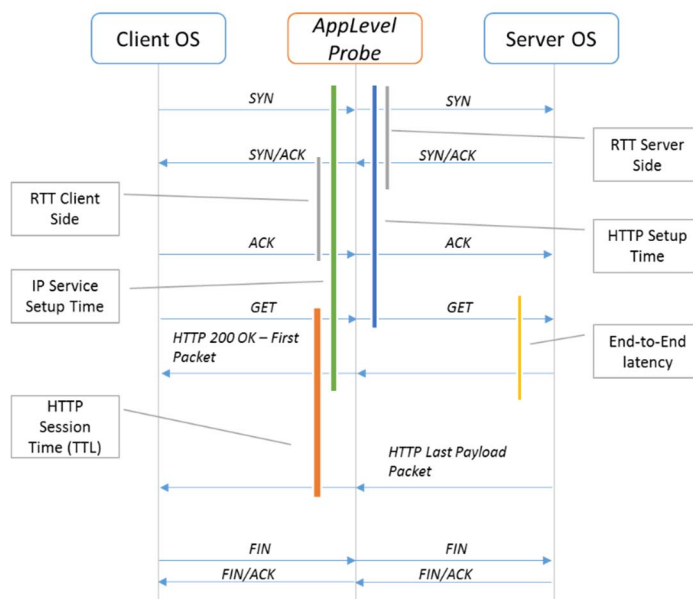 Client OS
AppLevel
Probe
Server OS
SYN
SYN
SYN/ACK
SYN/ACK
RTT Server
Side
RTT Client
Side
ACK
ACK
HTTP Setup
Time
IP Service
Setup Time
GET
GET
HTTP 200 OK – First
Packet
End-to-End
latency
HTTP
Session
Time (TTL)
HTTP Last Payload
Packet
FIN
FIN
FIN/ACK
FIN/ACK